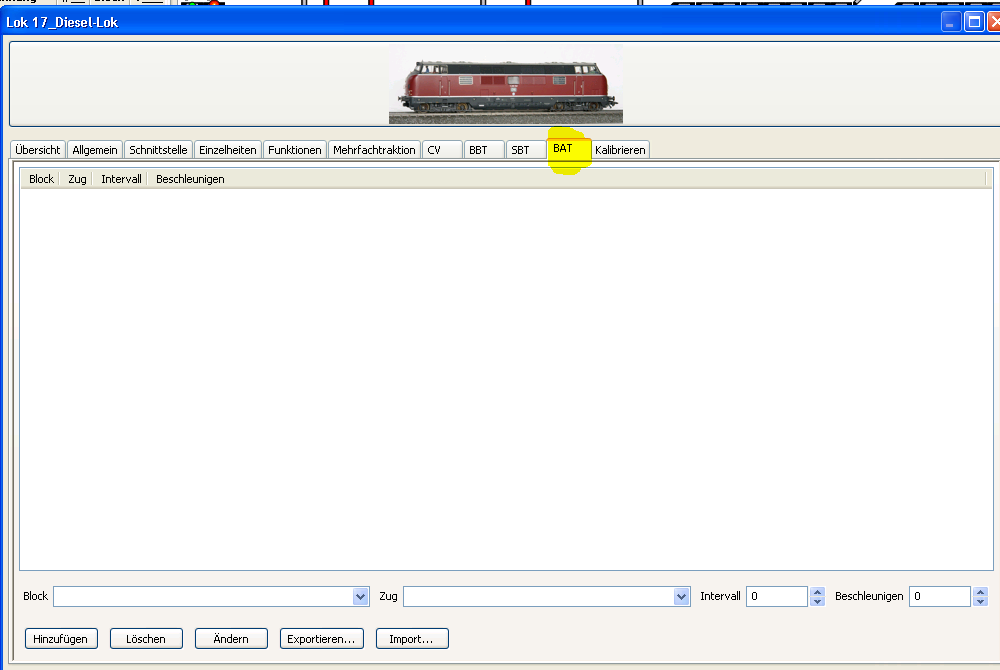 Lok 17_Diesel-Lok
Übersicht Allgemein Schnittstelle Einzelheiten Funktionen Mehrfachtraktion CV BBT SBT BAT Kalibrieren
Block Zug Intervall Beschleunigen
Block Zug Intervall 0 Beschleunigen 0
Hinzufügen Löschen Ändern Exportieren... Import...